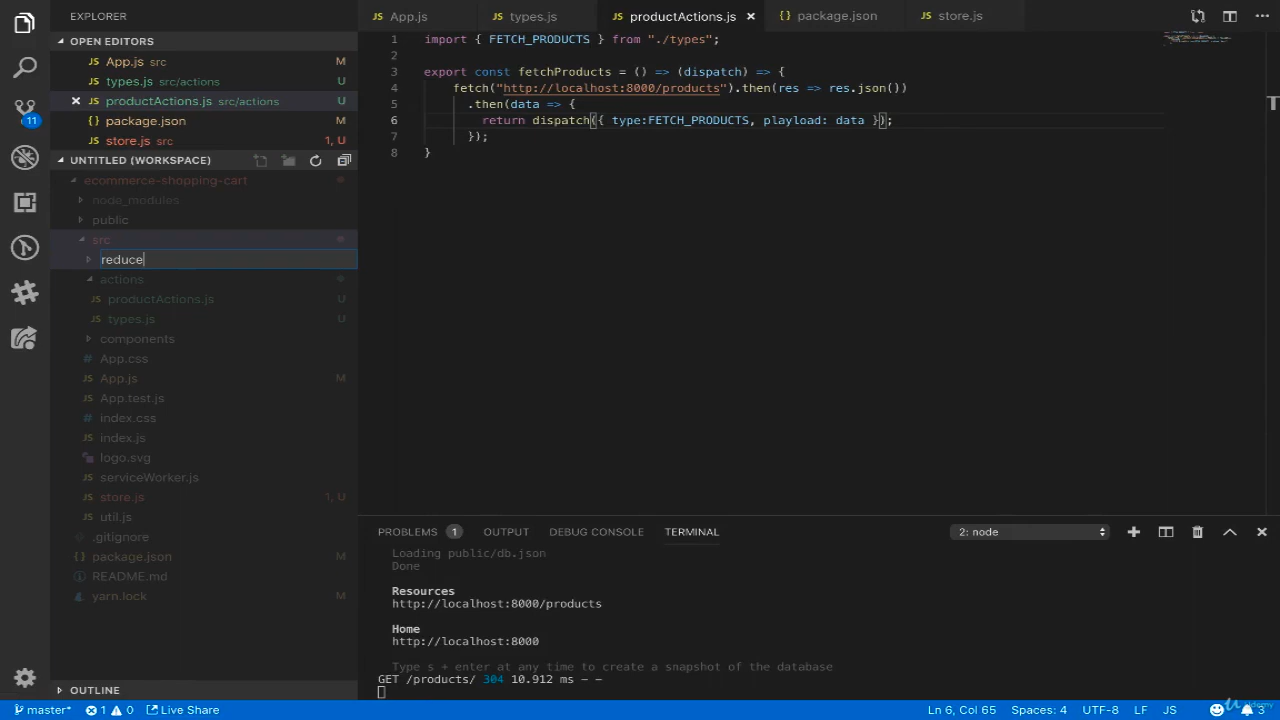 EXPLORER
App.js
types.js
productActions.js
package.json
store.js
OPEN EDITORS
App.js src M
types.js src/actions U
productActions.js src/actions U
package.json M
store.js src 1, U
11
UNTITLED (WORKSPACE)
ecommerce-shopping-cart
node_modules
public
src
reduce
actions
productActions.js U
types.js U
components
App.css
App.js M
App.test.js
index.css
index.js
logo.svg
serviceWorker.js
store.js 1, U
util.js
.gitignore
package.json M
README.md
yarn.lock M
OUTLINE
1 import { FETCH_PRODUCTS } from "./types";
2
3 export const fetchProducts = () => (dispatch) => {
4 fetch("http://localhost:8000/products").then(res => res.json())
5 .then(data => {
6 return dispatch({ type:FETCH_PRODUCTS, playload: data });
7 });
8 }
PROBLEMS 1 OUTPUT DEBUG CONSOLE TERMINAL 2: node
Loading public/db.json
Done
Resources
http://localhost:8000/products
Home
http://localhost:8000
Type s + enter at any time to create a snapshot of the database
GET /products/ 304 10.912 ms - -
master* 1 0 Live Share Ln 6, Col 65 Spaces: 4 UTF-8 LF JS 3
Udemy